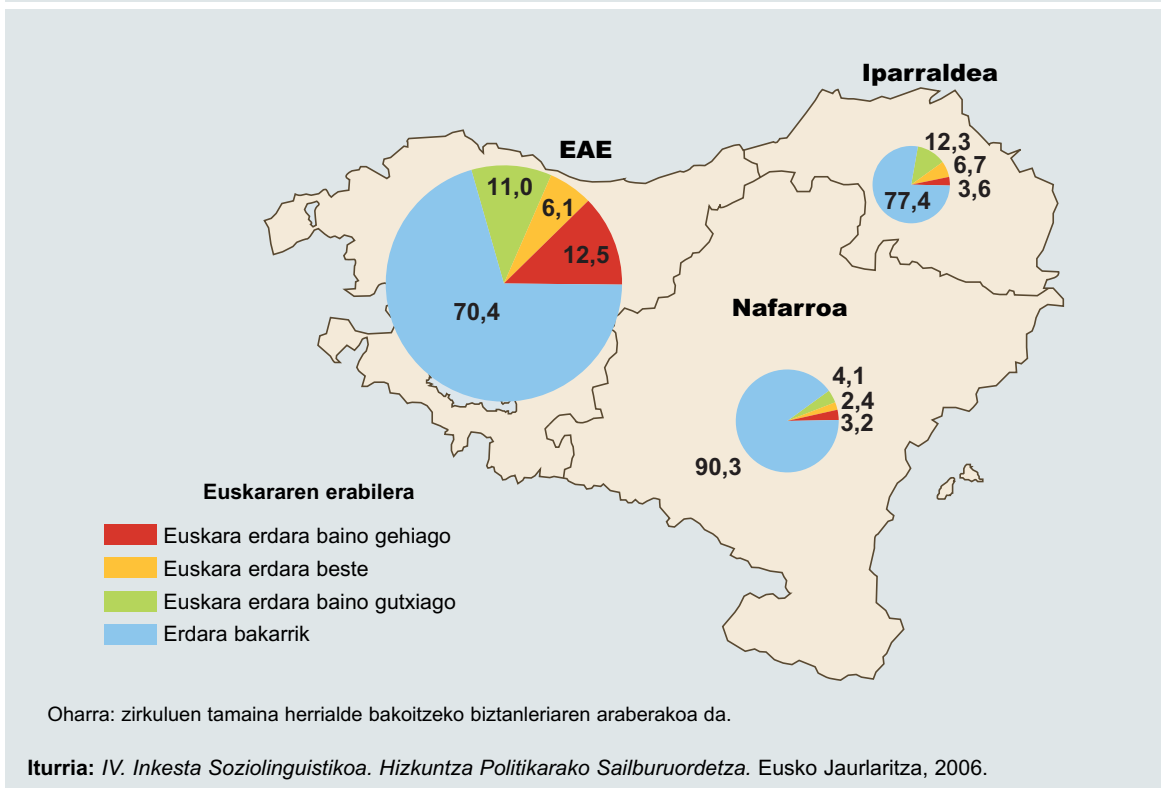 Iparraldea
12,3
6,7
3,6
77,4
EAE
11,0
6,1
12,5
70,4
Nafarroa
4,1
2,4
3,2
90,3
Euskararen erabilera
Euskara erdara baino gehiago
Euskara erdara beste
Euskara erdara baino gutxiago
Erdara bakarrik
Oharra: zirkuluen tamaina herrialde bakoitzeko biztanleriaren araberakoa da.
Iturria: IV. Inkesta Soziolinguistikoa. Hizkuntza Politikarako Sailburuordetza. Eusko Jaurlaritza, 2006.